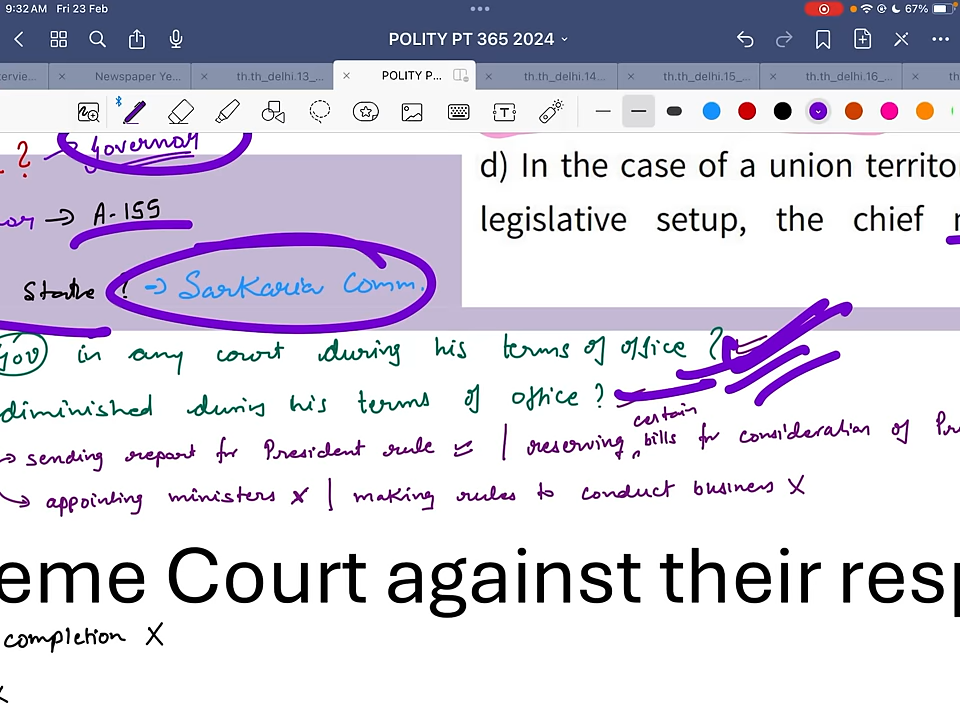 9:32 AM Fri 23 Feb
67%
POLITY PT 365 2024
Newspaper Ye...
th.th_delhi.13_...
POLITY P...
th.th_delhi.14...
th.th_delhi.15_...
th.th_delhi.16_...
? → Governor
→ A-155
State ? → Sarkaria Comm.
d) In the case of a union territo
legislative setup, the chief
Gov in any court during his terms of office ?
diminished during his terms of office ?
→ sending report for President rule | reserving certain bills for consideration of Pr
↳ appointing ministers X | making rules to conduct business X
eme Court against their resp
completion X